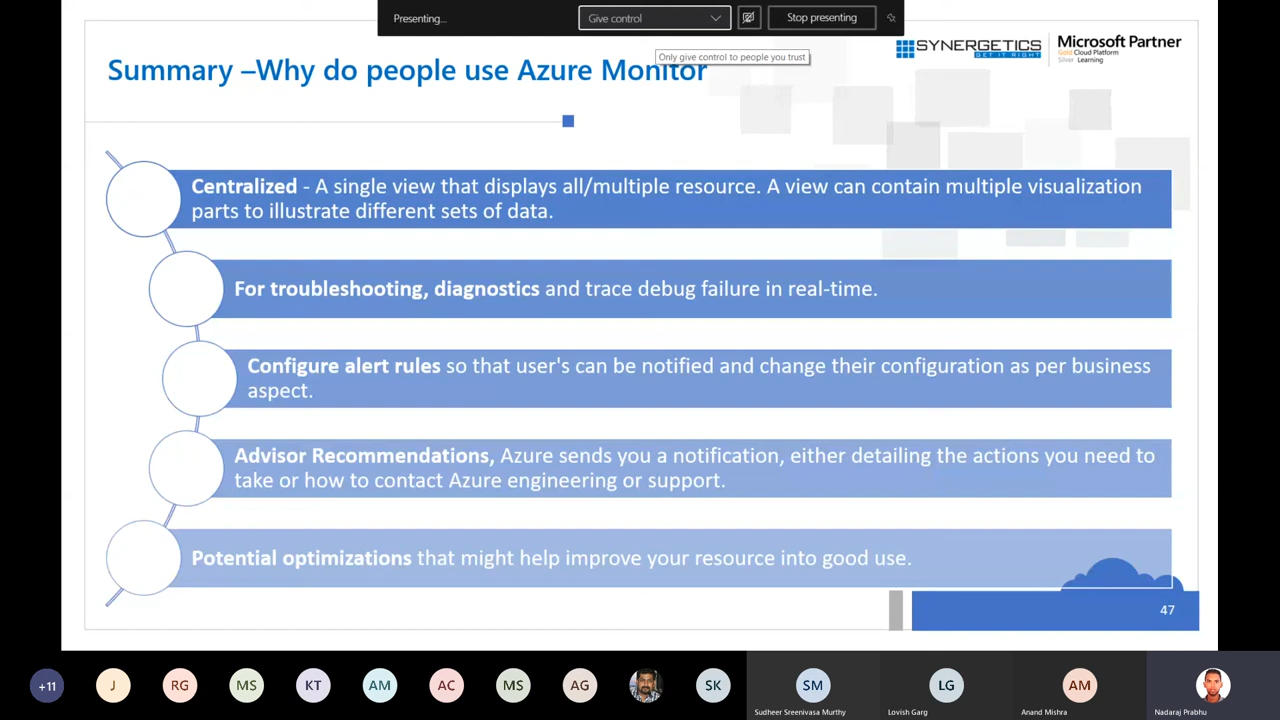 Presenting...
Give control
Stop presenting
Only give control to people you trust
SYNERGETICS
GET IT RIGHT
Microsoft Partner
Gold Cloud Platform
Silver Learning
Summary –Why do people use Azure Monitor
Centralized - A single view that displays all/multiple resource. A view can contain multiple visualization
parts to illustrate different sets of data.
For troubleshooting, diagnostics and trace debug failure in real-time.
Configure alert rules so that user's can be notified and change their configuration as per business
aspect.
Advisor Recommendations, Azure sends you a notification, either detailing the actions you need to
take or how to contact Azure engineering or support.
Potential optimizations that might help improve your resource into good use.
47
+11
J
RG
MS
KT
AM
AC
MS
AG
SK
SM
LG
AM
Sudheer Sreenivasa Murthy
Lovish Garg
Anand Mishra
Nadaraj Prabhu